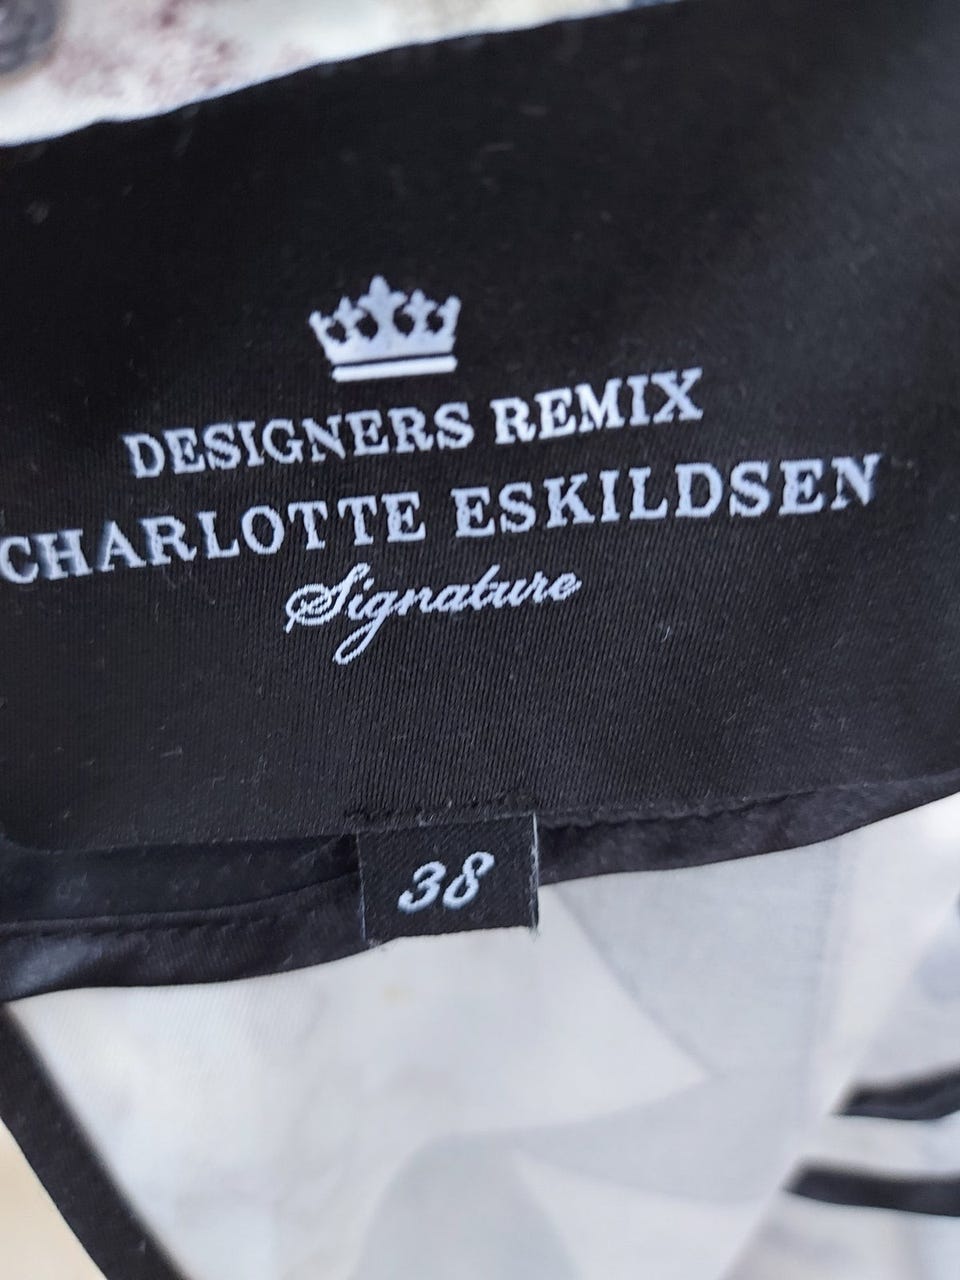 DESIGNERS REMIX
CHARLOTTE ESKILDSEN
Signature
38